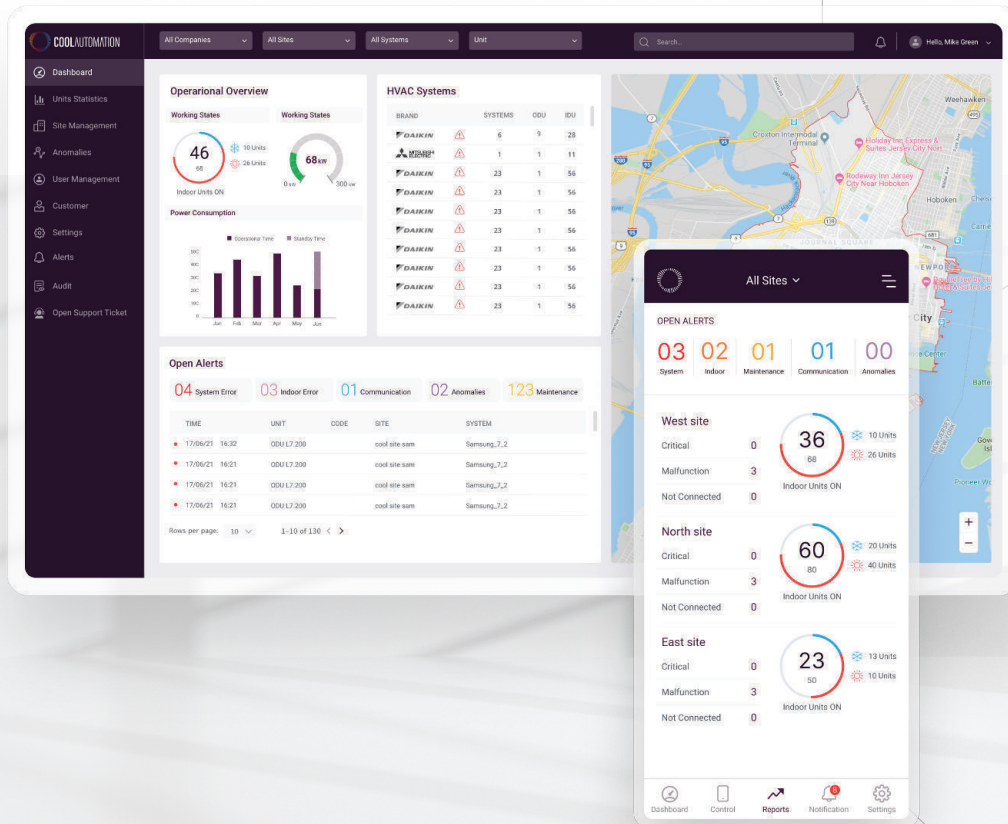 COOLAUTOMATION
All Companies
All Sites
All Systems
Unit
Search...
Hello, Mike Green
Dashboard
Units Statistics
Site Management
Anomalies
User Management
Customer
Settings
Alerts
Audit
Open Support Ticket
Operarional Overview
Working States
Working States
46
68
10 Units
26 Units
Indoor Units ON
68 kW
0 kW
300 kW
Power Consumption
Operational Time
Standby Time
0
Jan Feb Mar Apr May Jun
HVAC Systems
BRAND SYSTEMS ODU IDU
DAIKIN 6 9 28
MITSUBISHI ELECTRIC 1 1 11
DAIKIN 23 1 56
DAIKIN 23 1 56
DAIKIN 23 1 56
DAIKIN 23 1 56
DAIKIN 23 1 56
DAIKIN 23 1 56
DAIKIN 23 1 56
Open Alerts
04 System Error
03 Indoor Error
01 Communication
02 Anomalies
123 Maintenance
TIME UNIT CODE SITE SYSTEM
17/06/21 16:32 ODU L7.200 cool site sam Samsung_7_2
17/06/21 16:21 ODU L7.200 cool site sam Samsung_7_2
17/06/21 16:21 ODU L7.200 cool site sam Samsung_7_2
17/06/21 16:21 ODU L7.200 cool site sam Samsung_7_2
Rows per page: 10 1-10 of 130 < >
Weehawken
495
Croxton Intermodal
Terminal
Holiday Inn Express &
Suites Jersey City North
Rodeway Inn Jersey
City Near Hoboken
Hoboken
139
681
JOURNAL SQUARE
NEWPORT
City
Pioneer
+
−
All Sites
OPEN ALERTS
03
System
02
Indoor
01
Maintenance
01
Communication
00
Anomalies
West site
Critical 0
Malfunction 3
Not Connected 0
36
68
Indoor Units ON
10 Units
26 Units
North site
Critical 0
Malfunction 3
Not Connected 0
60
80
Indoor Units ON
20 Units
40 Units
East site
Critical 0
Malfunction 3
Not Connected 0
23
50
Indoor Units ON
13 Units
10 Units
Dashboard
Control
Reports
8
Notification
Settings